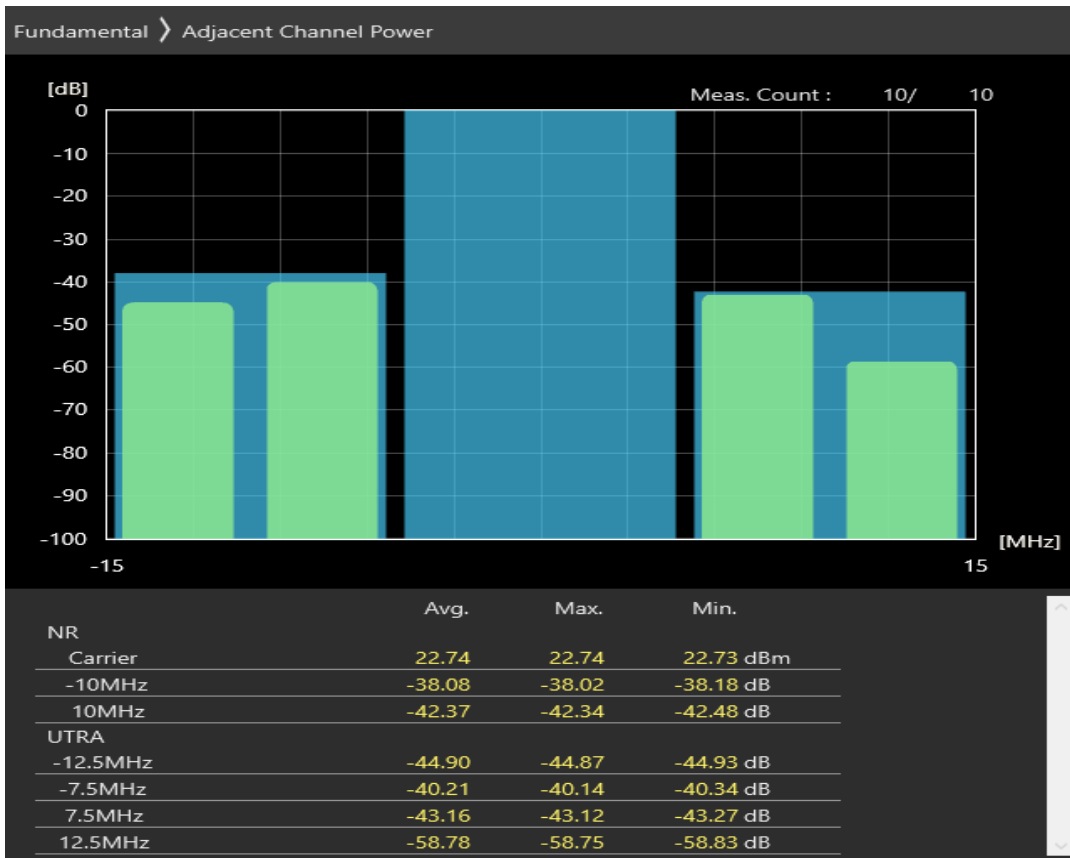 Fundamental 〉 Adjacent Channel Power
[dB]
Meas. Count : 10/ 10
0
-10
-20
-30
-40
-50
-60
-70
-80
-90
-100
[MHz]
-15 15
Avg. Max. Min.
NR
Carrier 22.74 22.74 22.73 dBm
-10MHz -38.08 -38.02 -38.18 dB
10MHz -42.37 -42.34 -42.48 dB
UTRA
-12.5MHz -44.90 -44.87 -44.93 dB
-7.5MHz -40.21 -40.14 -40.34 dB
7.5MHz -43.16 -43.12 -43.27 dB
12.5MHz -58.78 -58.75 -58.83 dB